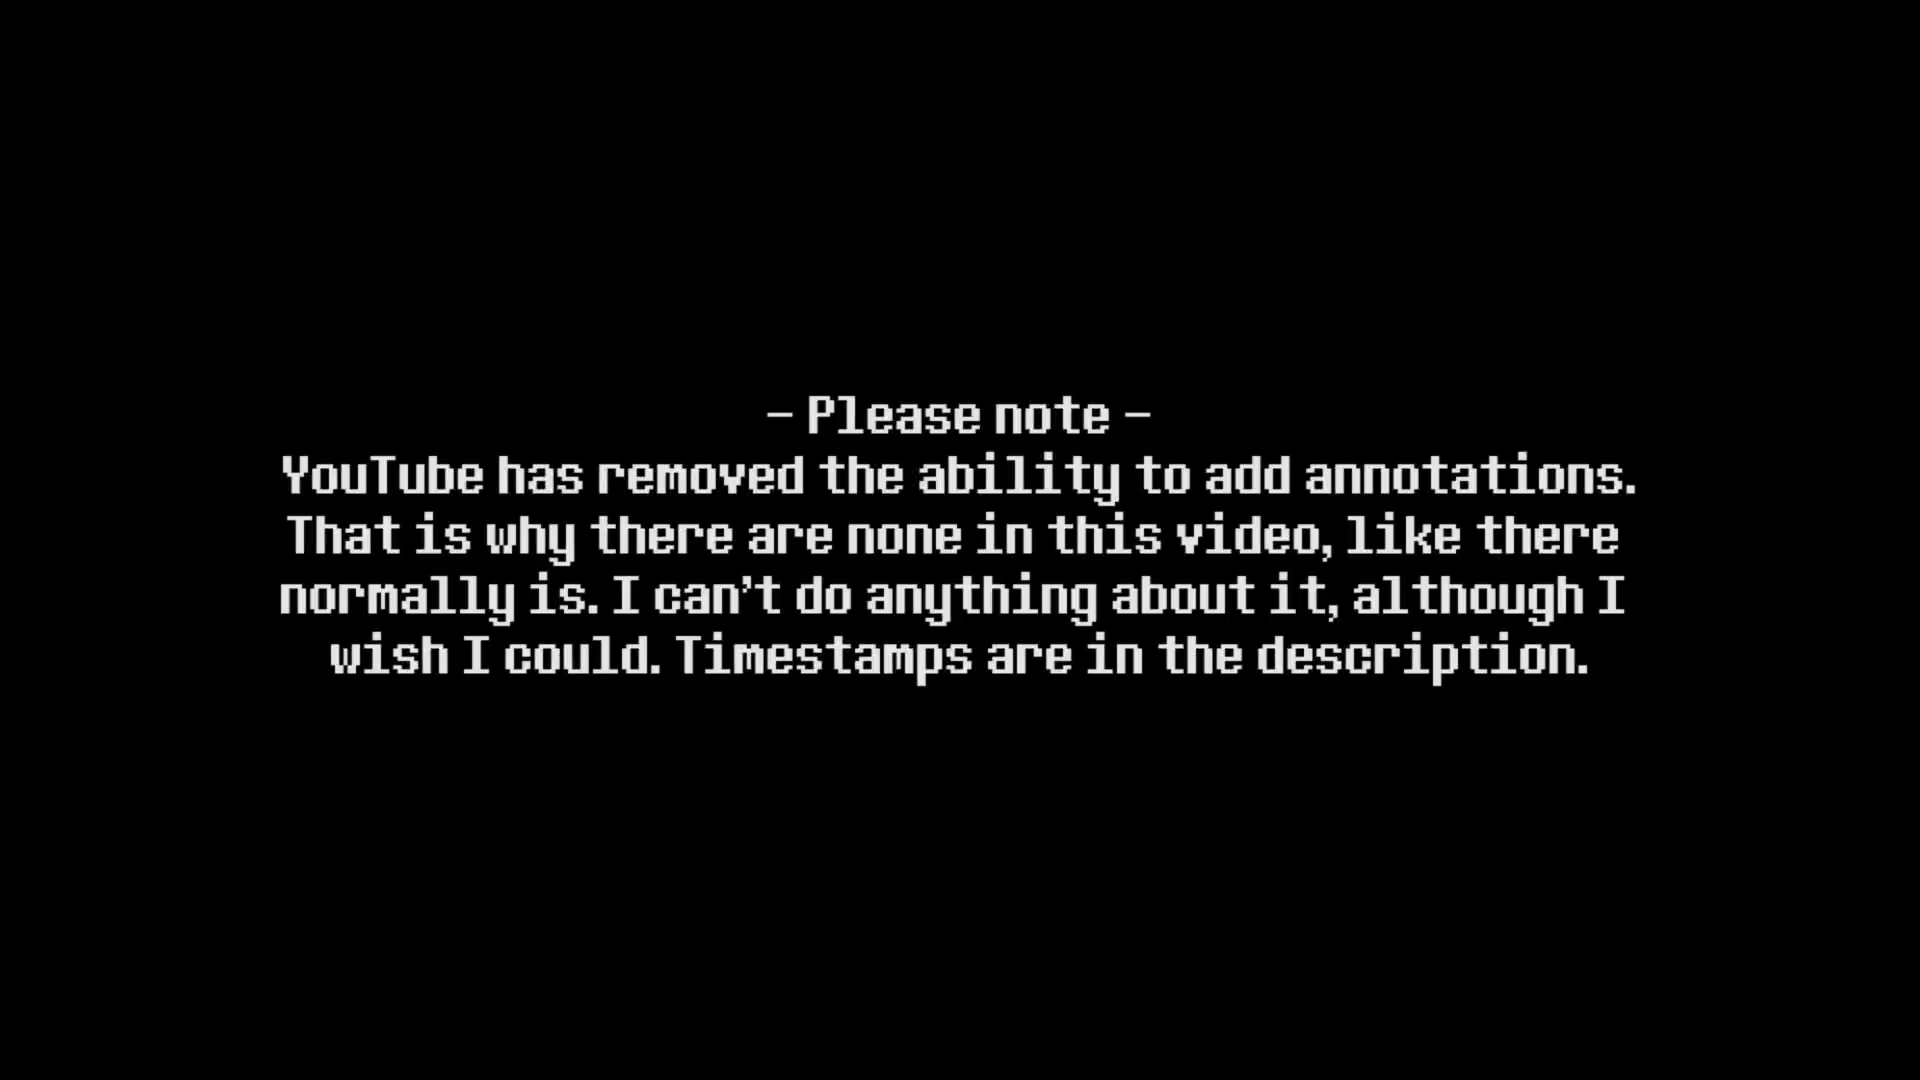 - Please note -
YouTube has removed the ability to add annotations.
That is why there are none in this video, like there
normally is. I can't do anything about it, although I
wish I could. Timestamps are in the description.